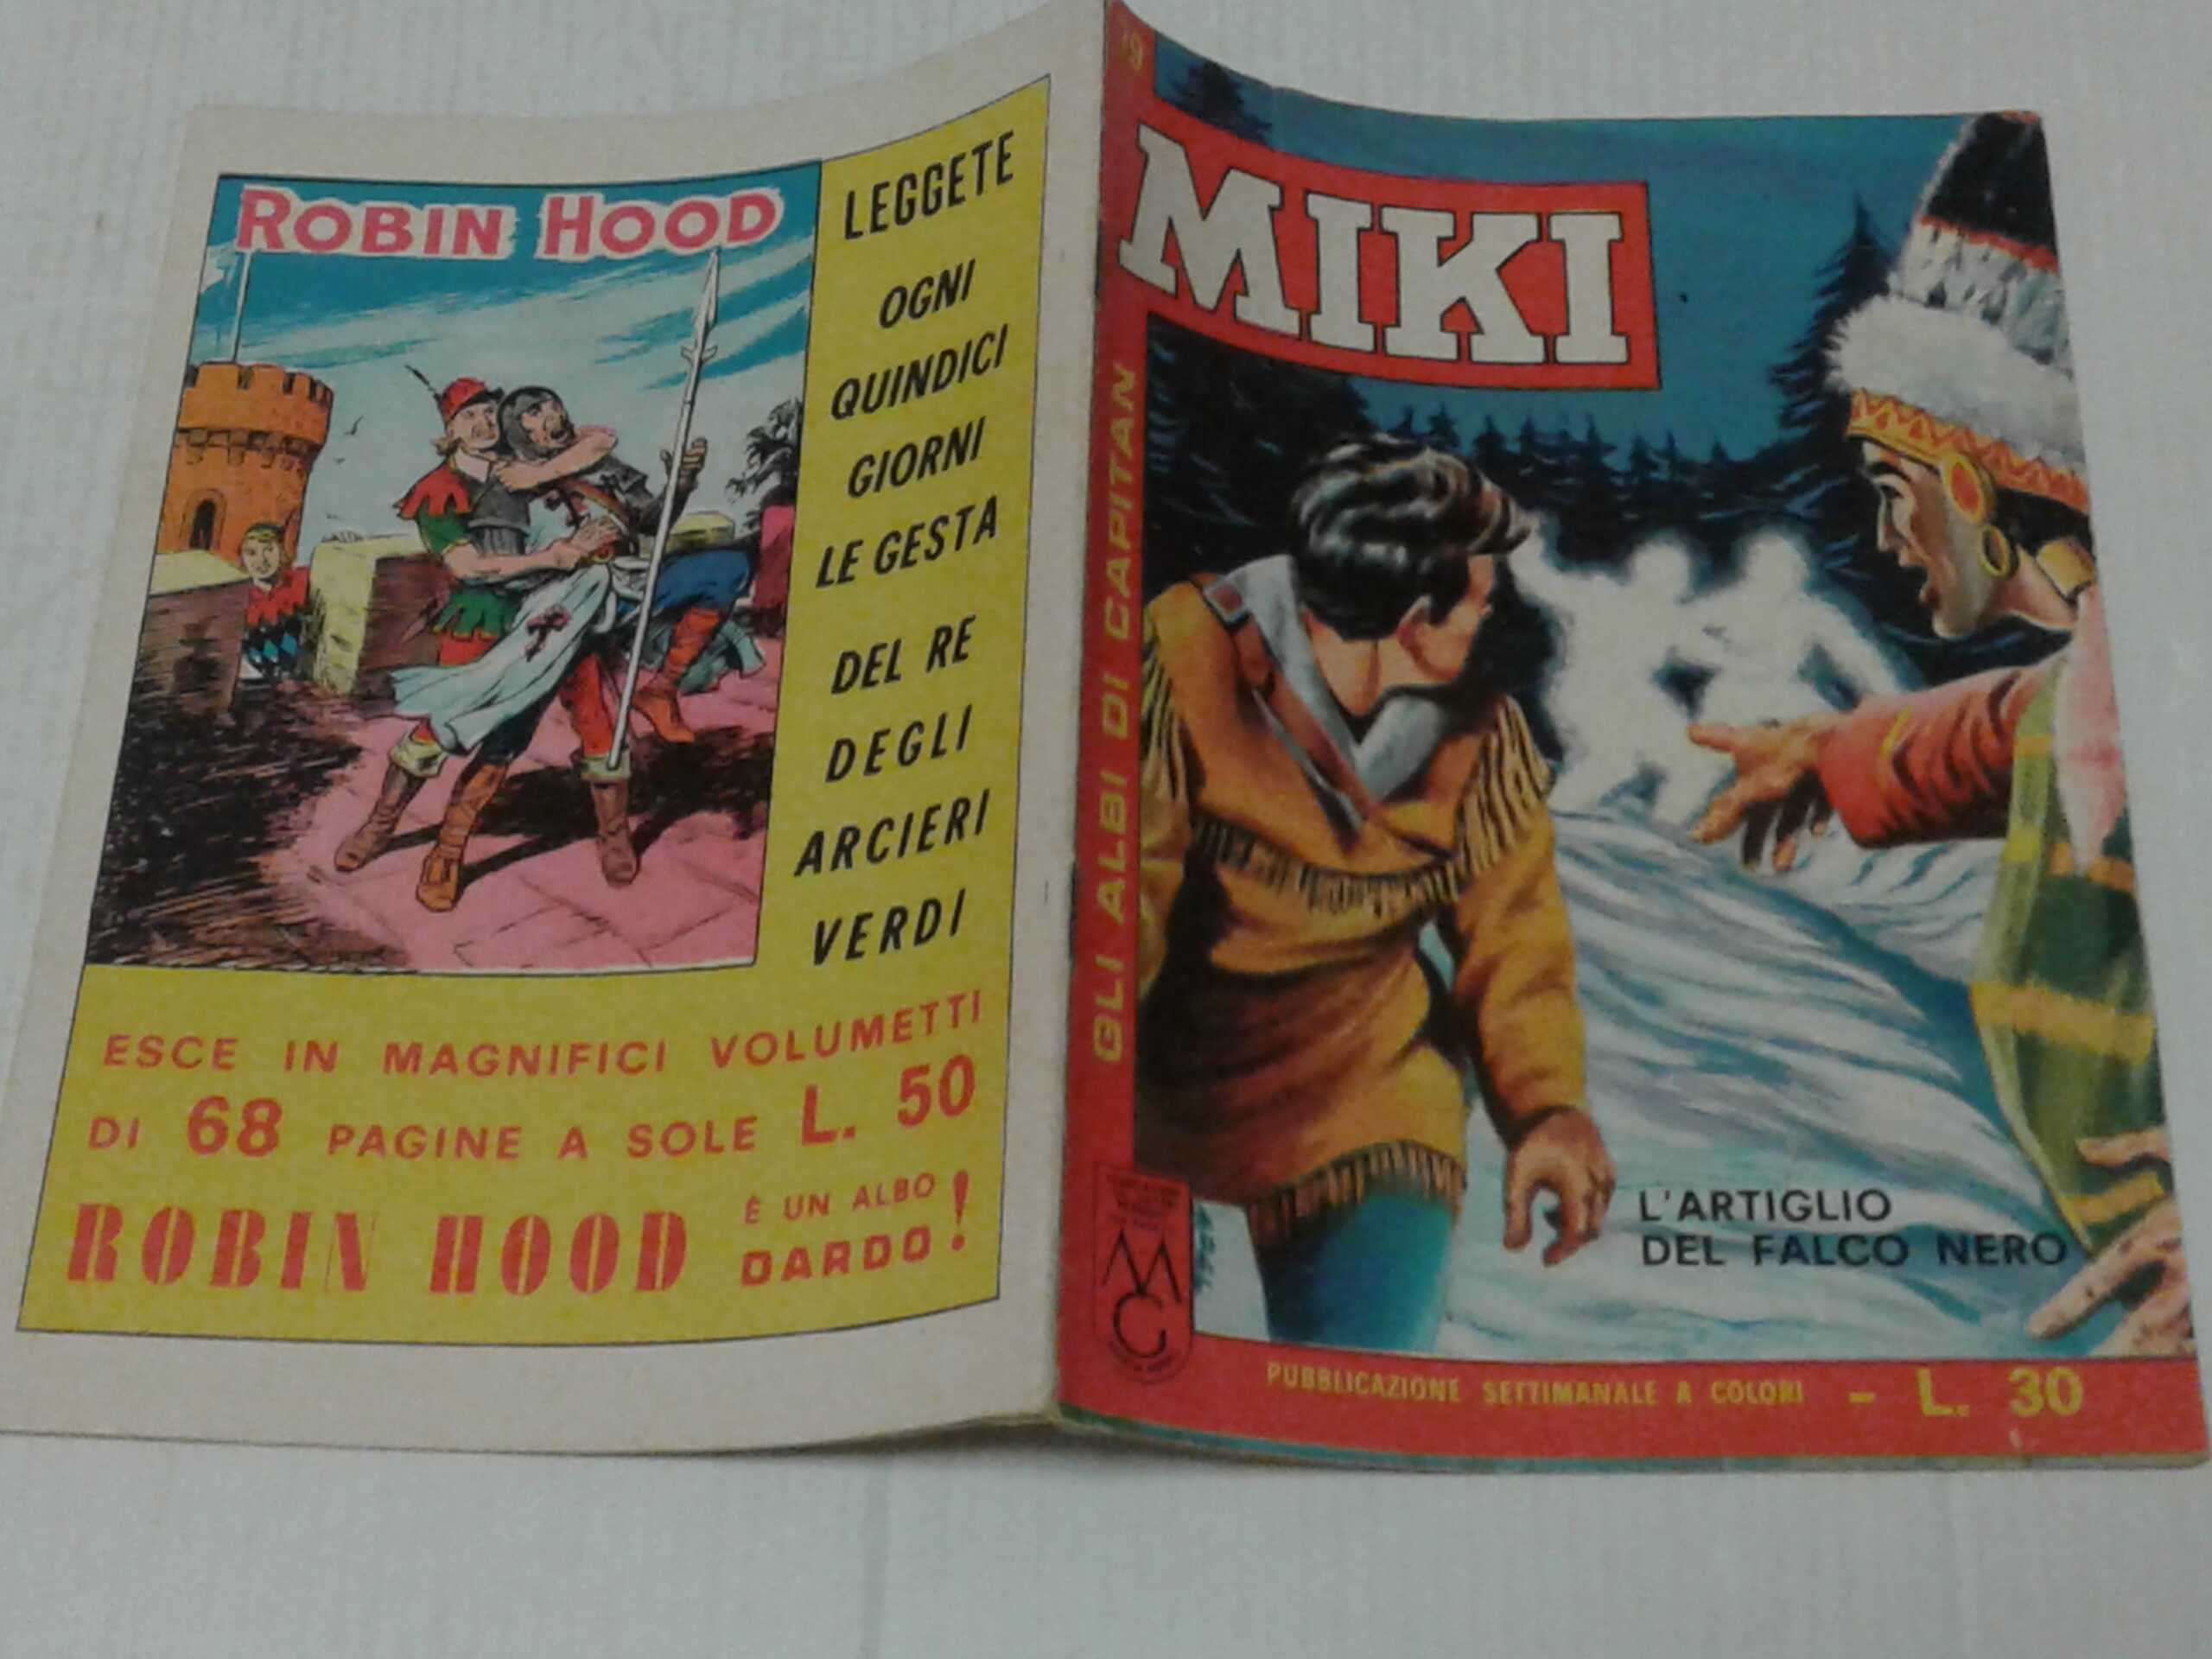 ROBIN HOOD
LEGGETE
OGNI
QUINDICI
GIORNI
LE GESTA
DEL RE
DEGLI
ARCIERI
VERDI
ESCE IN MAGNIFICI VOLUMETTI
DI 68 PAGINE A SOLE L. 50
ROBIN HOOD È UN ALBO
DARDO!
MIKI
GLI ALBI DI CAPITAN
L'ARTIGLIO
DEL FALCO NERO
MG
PUBBLICAZIONE SETTIMANALE A COLORI - L. 30